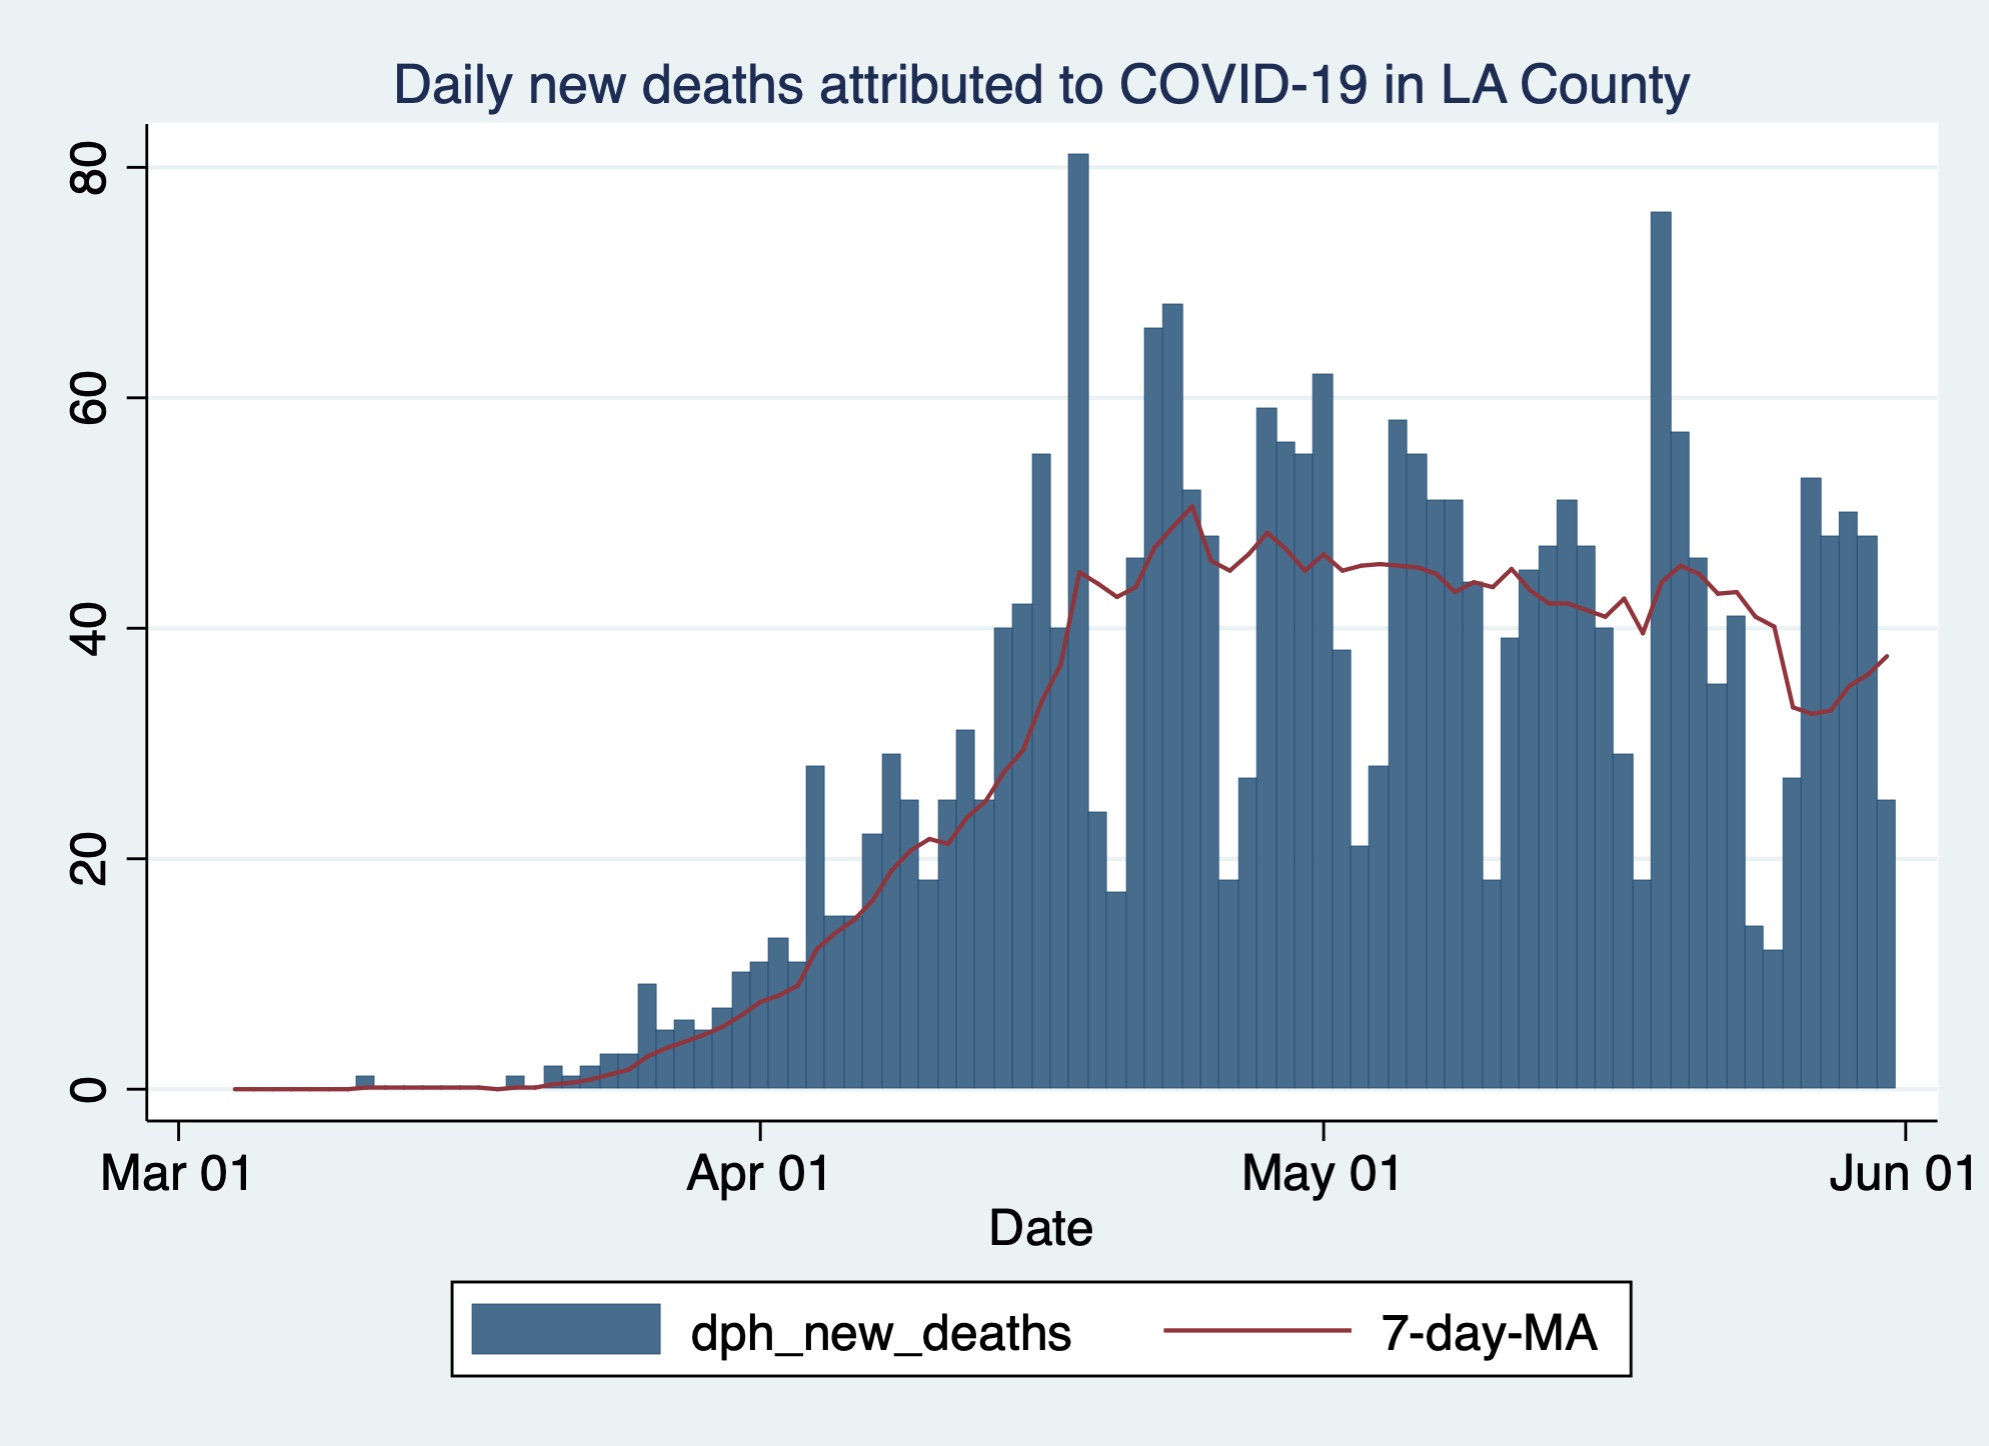 Daily new deaths attributed to COVID-19 in LA County
80
60
40
20
0
Mar 01 Apr 01 May 01 Jun 01
Date
dph_new_deaths 7-day-MA